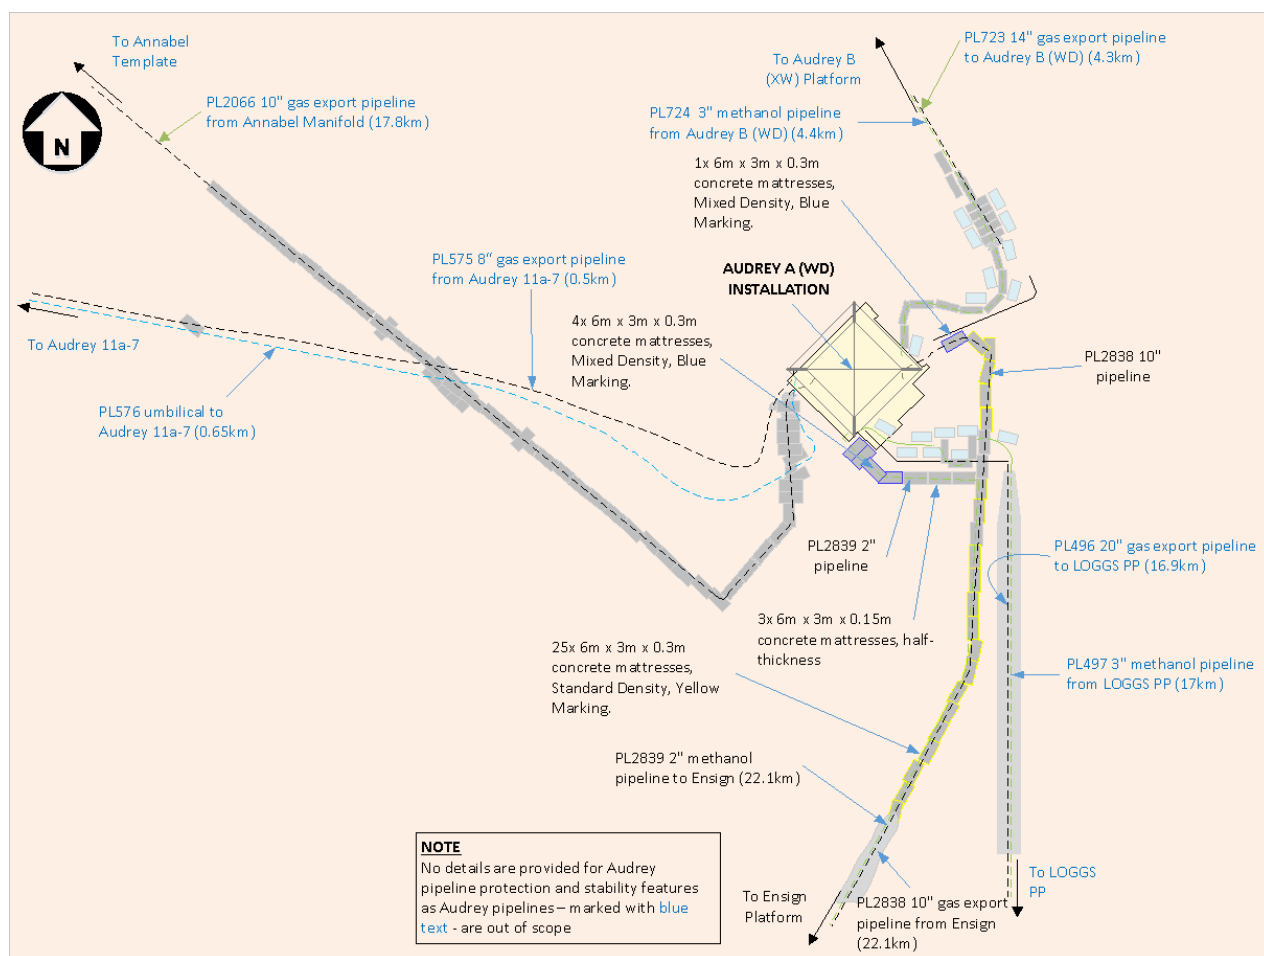 To Annabel
Template
PL2066 10" gas export pipeline
from Annabel Manifold (17.8km)
N
To Audrey B
(XW) Platform
PL723 14" gas export pipeline
to Audrey B (WD) (4.3km)
PL724 3" methanol pipeline
from Audrey B (WD) (4.4km)
1x 6m x 3m x 0.3m
concrete mattresses,
Mixed Density, Blue
Marking.
PL575 8" gas export pipeline
from Audrey 11a-7 (0.5km)
AUDREY A (WD)
INSTALLATION
4x 6m x 3m x 0.3m
concrete mattresses,
Mixed Density, Blue
Marking.
To Audrey 11a-7
PL576 umbilical to
Audrey 11a-7 (0.65km)
PL2838 10"
pipeline
PL2839 2"
pipeline
PL496 20" gas export pipeline
to LOGGS PP (16.9km)
3x 6m x 3m x 0.15m
concrete mattresses, half-
thickness
25x 6m x 3m x 0.3m
concrete mattresses,
Standard Density, Yellow
Marking.
PL497 3" methanol pipeline
from LOGGS PP (17km)
PL2839 2" methanol
pipeline to Ensign (22.1km)
NOTE
No details are provided for Audrey
pipeline protection and stability features
as Audrey pipelines – marked with blue
text - are out of scope
To Ensign
Platform
PL2838 10" gas export
pipeline from Ensign
(22.1km)
To LOGGS
PP